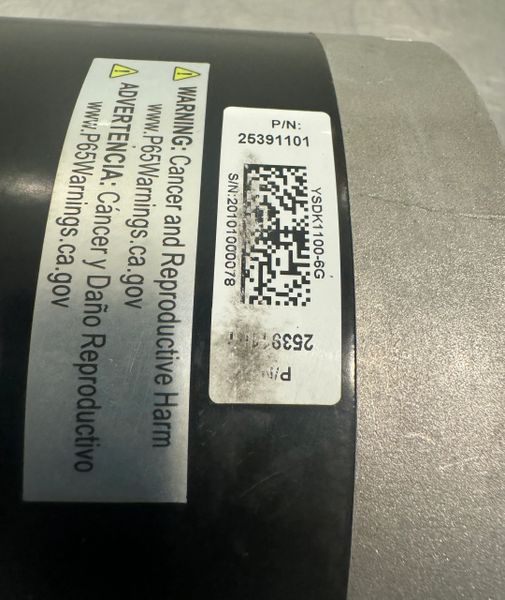 WARNING: Cancer and Reproductive Harm
www.P65Warnings.ca.gov
ADVERTENCIA: Cáncer y Daño Reproductivo
www.P65Warnings.ca.gov
P/N:
25391101
YSDK1100-6G
S/N:20101000078
P/N